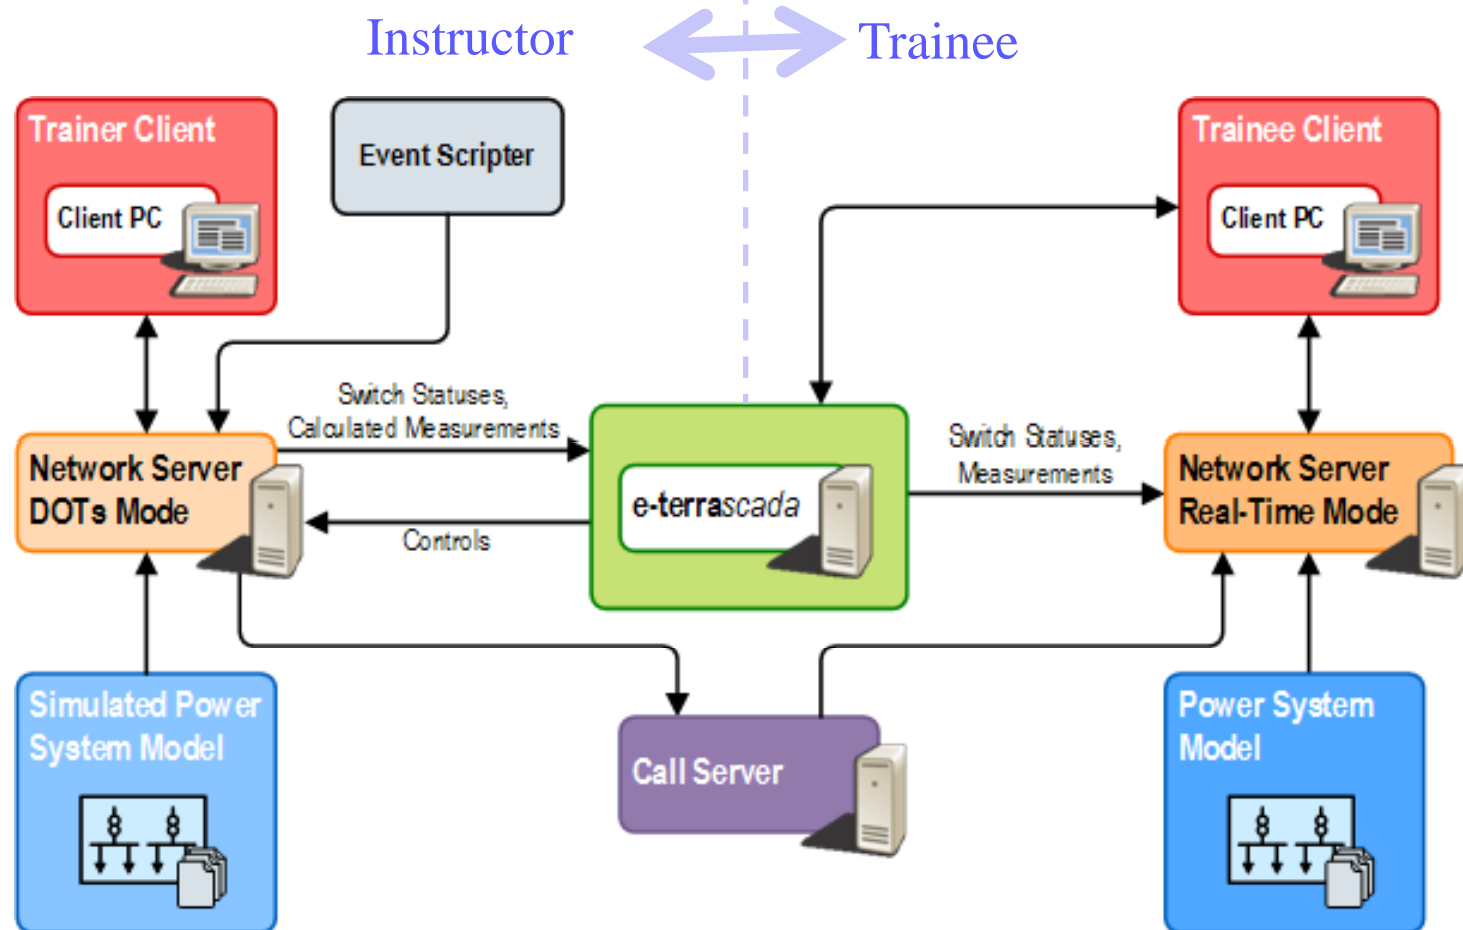 Instructor
Trainee
Trainer Client
Client PC
Event Scripter
Trainee Client
Client PC
Switch Statuses,
Calculated Measurements
Network Server
DOTs Mode
Controls
e-terrascada
Switch Statuses,
Measurements
Network Server
Real-Time Mode
Simulated Power
System Model
Call Server
Power System
Model